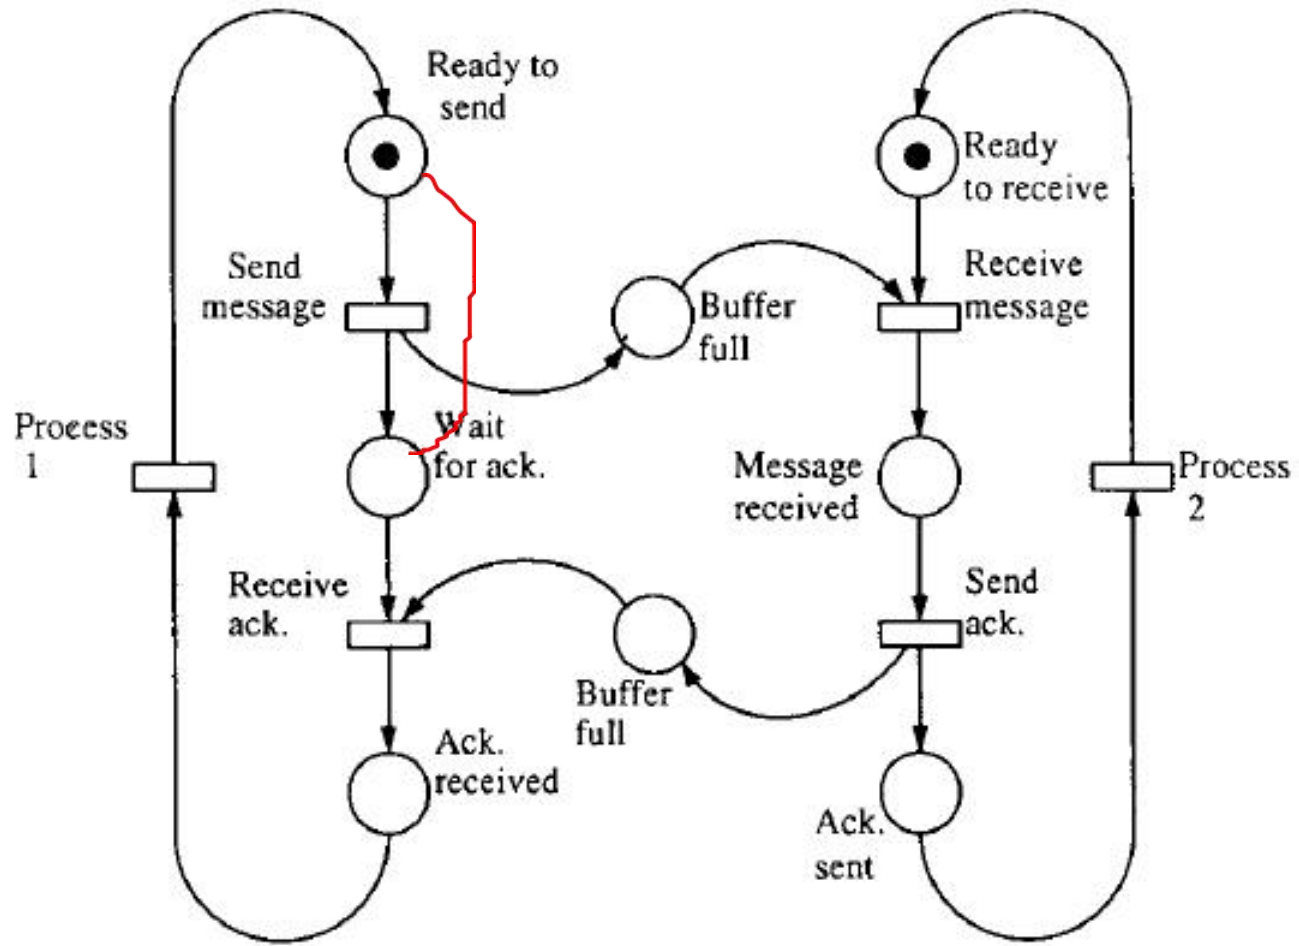 Ready to
send
Ready
to receive
Send
message
Buffer
full
Receive
message
Process
1
Wait
for ack.
Message
received
Process
2
Receive
ack.
Buffer
full
Send
ack.
Ack.
received
Ack.
sent